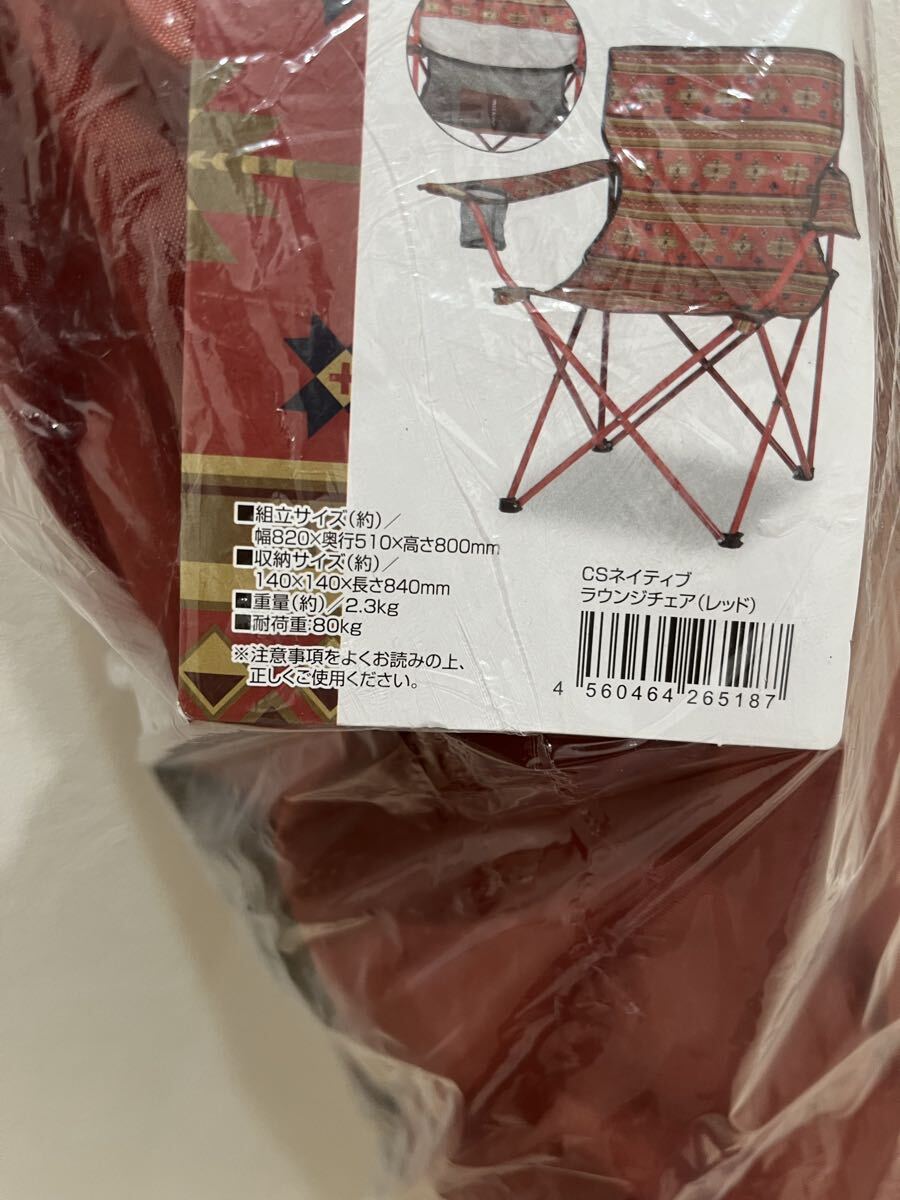 ■組立サイズ(約)／
幅820×奥行510×高さ800mm
■収納サイズ(約)／
140×140×長さ840mm
■重量(約)／2.3kg
■耐荷重:80kg
※注意事項をよくお読みの上、
正しくご使用ください。
CSネイティブ
ラウンジチェア(レッド)
4 560464 265187